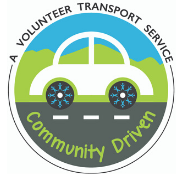 A VOLUNTEER TRANSPORT SERVICE
Community Driven